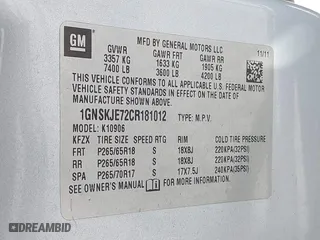 GM
MFD BY GENERAL MOTORS LLC
11/11
GVWR GAWR FRT GAWR RR
3357 KG 1633 KG 1905 KG
7400 LB 3600 LB 4200 LB
THIS VEHICLE CONFORMS TO ALL APPLICABLE U.S. FEDERAL MOTOR
VEHICLE SAFETY STANDARDS IN EFFECT ON THE DATE OF
MANUFACTURE SHOWN ABOVE.
1GNSKJE72CR181012 TYPE: M.P.V.
MODEL: K10906
KFZX TIRE SIZE SPEED RTG RIM COLD TIRE PRESSURE
FRT P265/65R18 S 18X8J 220KPA(32PSI)
RR P265/65R18 S 18X8J 220KPA(32PSI)
SPA P265/70R17 S 17X7.5J 240KPA(35PSI)
SEE OWNER'S MANUAL FOR ADDITIONAL INFORMATION.
DREAMBID